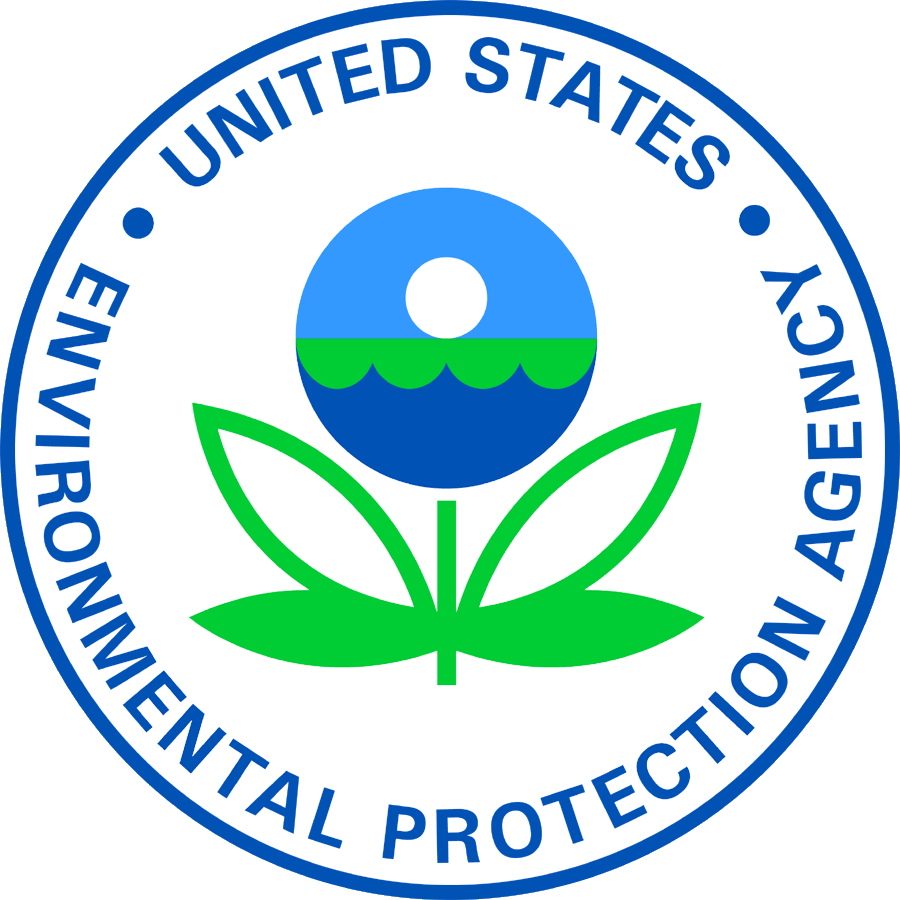 UNITED STATES
ENVIRONMENTAL PROTECTION AGENCY